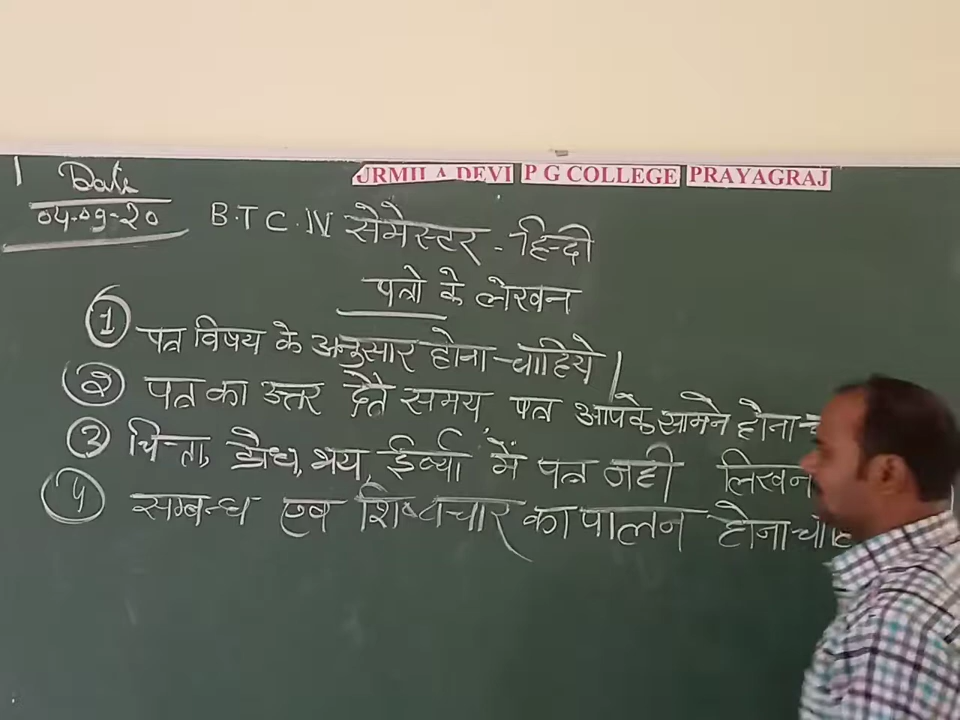 URMILA DEVI P G COLLEGE PRAYAGRAJ
Date
04-09-20
B.T.C. IV सेमेस्टर - हिन्दी
पत्रो के लेखन
① पत्र विषय के अनुसार होना चाहिये।
② पत्र का उत्तर देते समय पत्र आपके सामने होना
③ चिन्ता, क्रोध, भय, ईर्ष्या में पत्र नही लिखन
④ सम्बन्ध एव शिष्टाचार का पालन होना चाहि